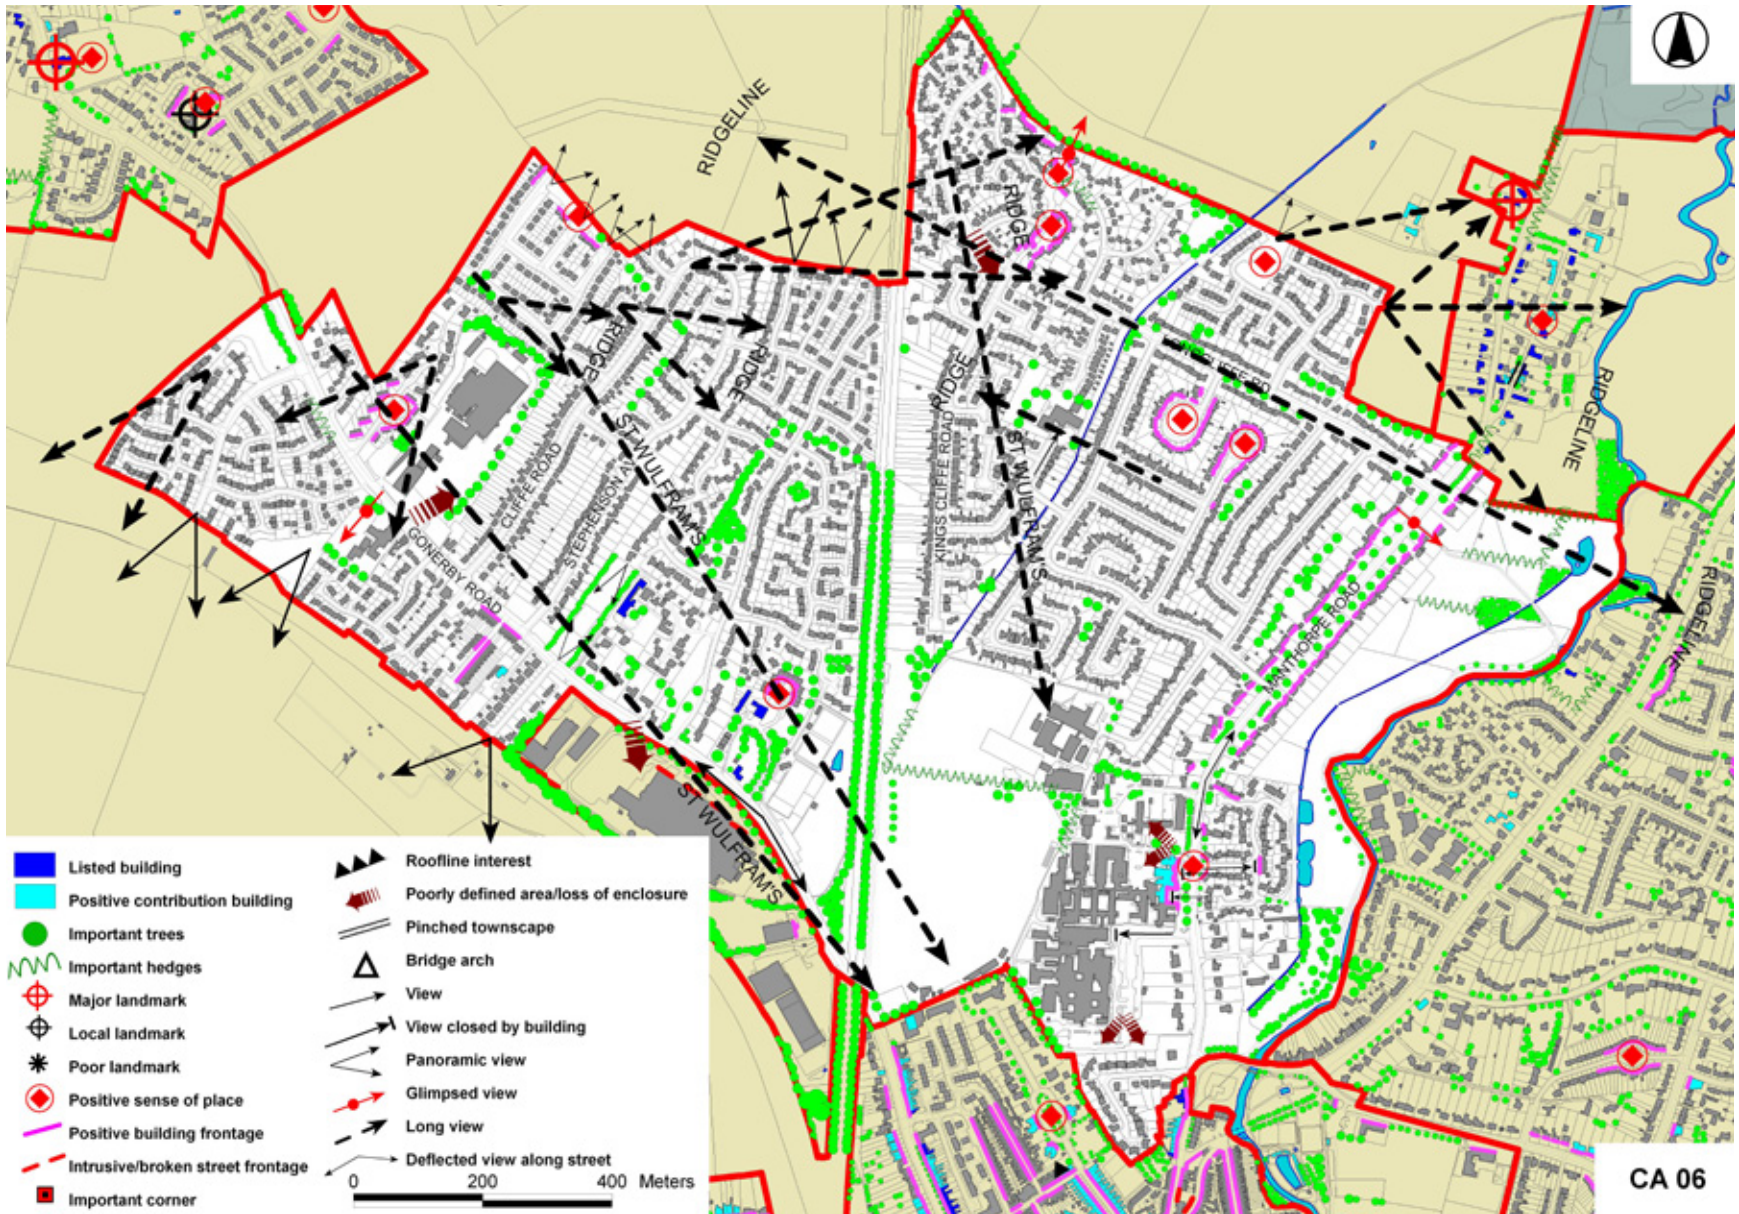 RIDGELINE
RIDGE
RIDGE
RIDGE
RIDGE
RIDGELINE
RIDGELINE
ST WULFRAM'S
ST WULFRAM'S
ST WULFRAM'S
CLIFFE ROAD
STEPHENSON AV
GONERBY ROAD
KINGS CLIFFE ROAD
MANTHORPE ROAD
Listed building
Positive contribution building
Important trees
Important hedges
Major landmark
Local landmark
Poor landmark
Positive sense of place
Positive building frontage
Intrusive/broken street frontage
Important corner
Roofline interest
Poorly defined area/loss of enclosure
Pinched townscape
Bridge arch
View
View closed by building
Panoramic view
Glimpsed view
Long view
Deflected view along street
0 200 400 Meters
CA 06